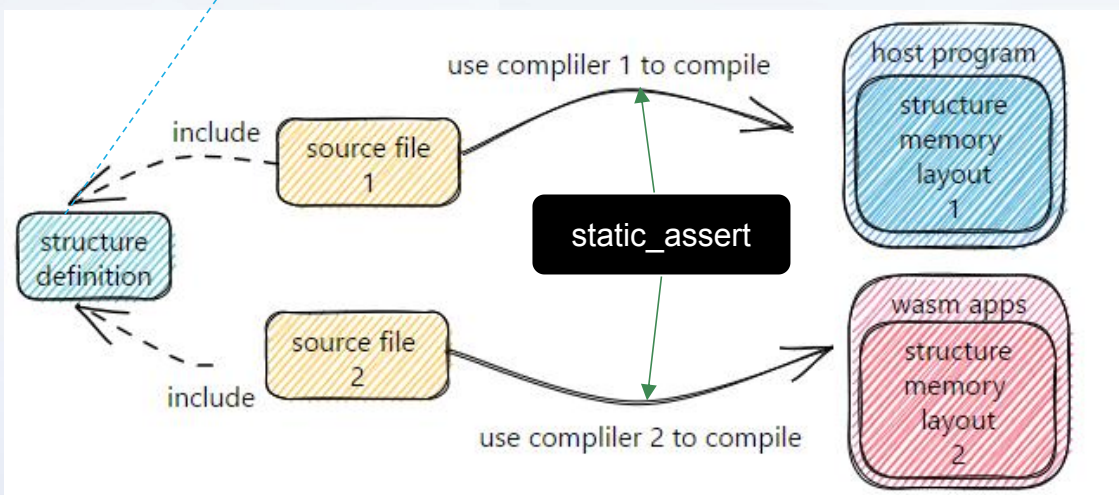 use compliler 1 to compile
host program
include
source file
1
structure
memory
layout
1
static_assert
structure
definition
source file
2
include
use compliler 2 to compile
wasm apps
structure
memory
layout
2